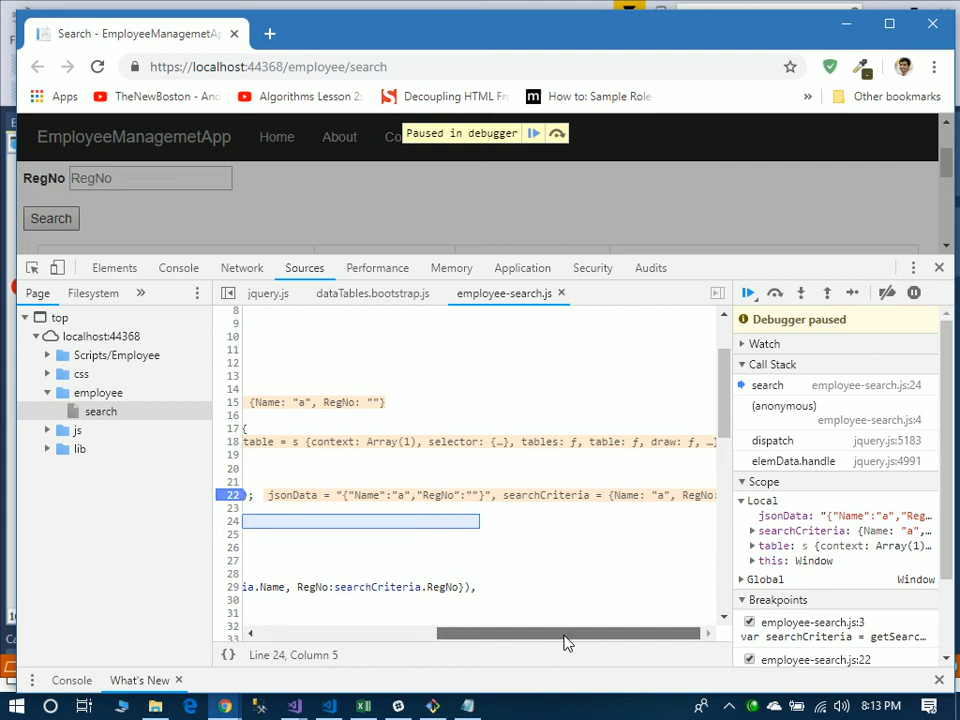 Search - EmployeeManagemetAp
https://localhost:44368/employee/search
Apps
TheNewBoston - And
Algorithms Lesson 2:
Decoupling HTML Fr
How to: Sample Role
»
Other bookmarks
EmployeeManagemetApp
Home
About
Co
Paused in debugger
RegNo
RegNo
Search
Elements
Console
Network
Sources
Performance
Memory
Application
Security
Audits
Page
Filesystem
»
jquery.js
dataTables.bootstrap.js
employee-search.js
Debugger paused
top
localhost:44368
Scripts/Employee
css
employee
search
js
lib
8
9
10
11
12
13
14
15 {Name: "a", RegNo: ""}
16
17 {
18 table = s {context: Array(1), selector: {…}, tables: ƒ, table: ƒ, draw: ƒ, …}
19
20
21
22 ; jsonData = "{"Name":"a","RegNo":""}", searchCriteria = {Name: "a", RegNo:
23
24
25
26
27
28
29 ia.Name, RegNo:searchCriteria.RegNo}),
30
31
32
33
Watch
Call Stack
search employee-search.js:24
(anonymous)
employee-search.js:4
dispatch jquery.js:5183
elemData.handle jquery.js:4991
Scope
Local
jsonData: "{"Name":"a","Reg…
searchCriteria: {Name: "a",…
table: s {context: Array(1)…
this: Window
Global Window
Breakpoints
employee-search.js:3
var searchCriteria = getSearc…
employee-search.js:22
{} Line 24, Column 5
Console
What's New
8:13 PM